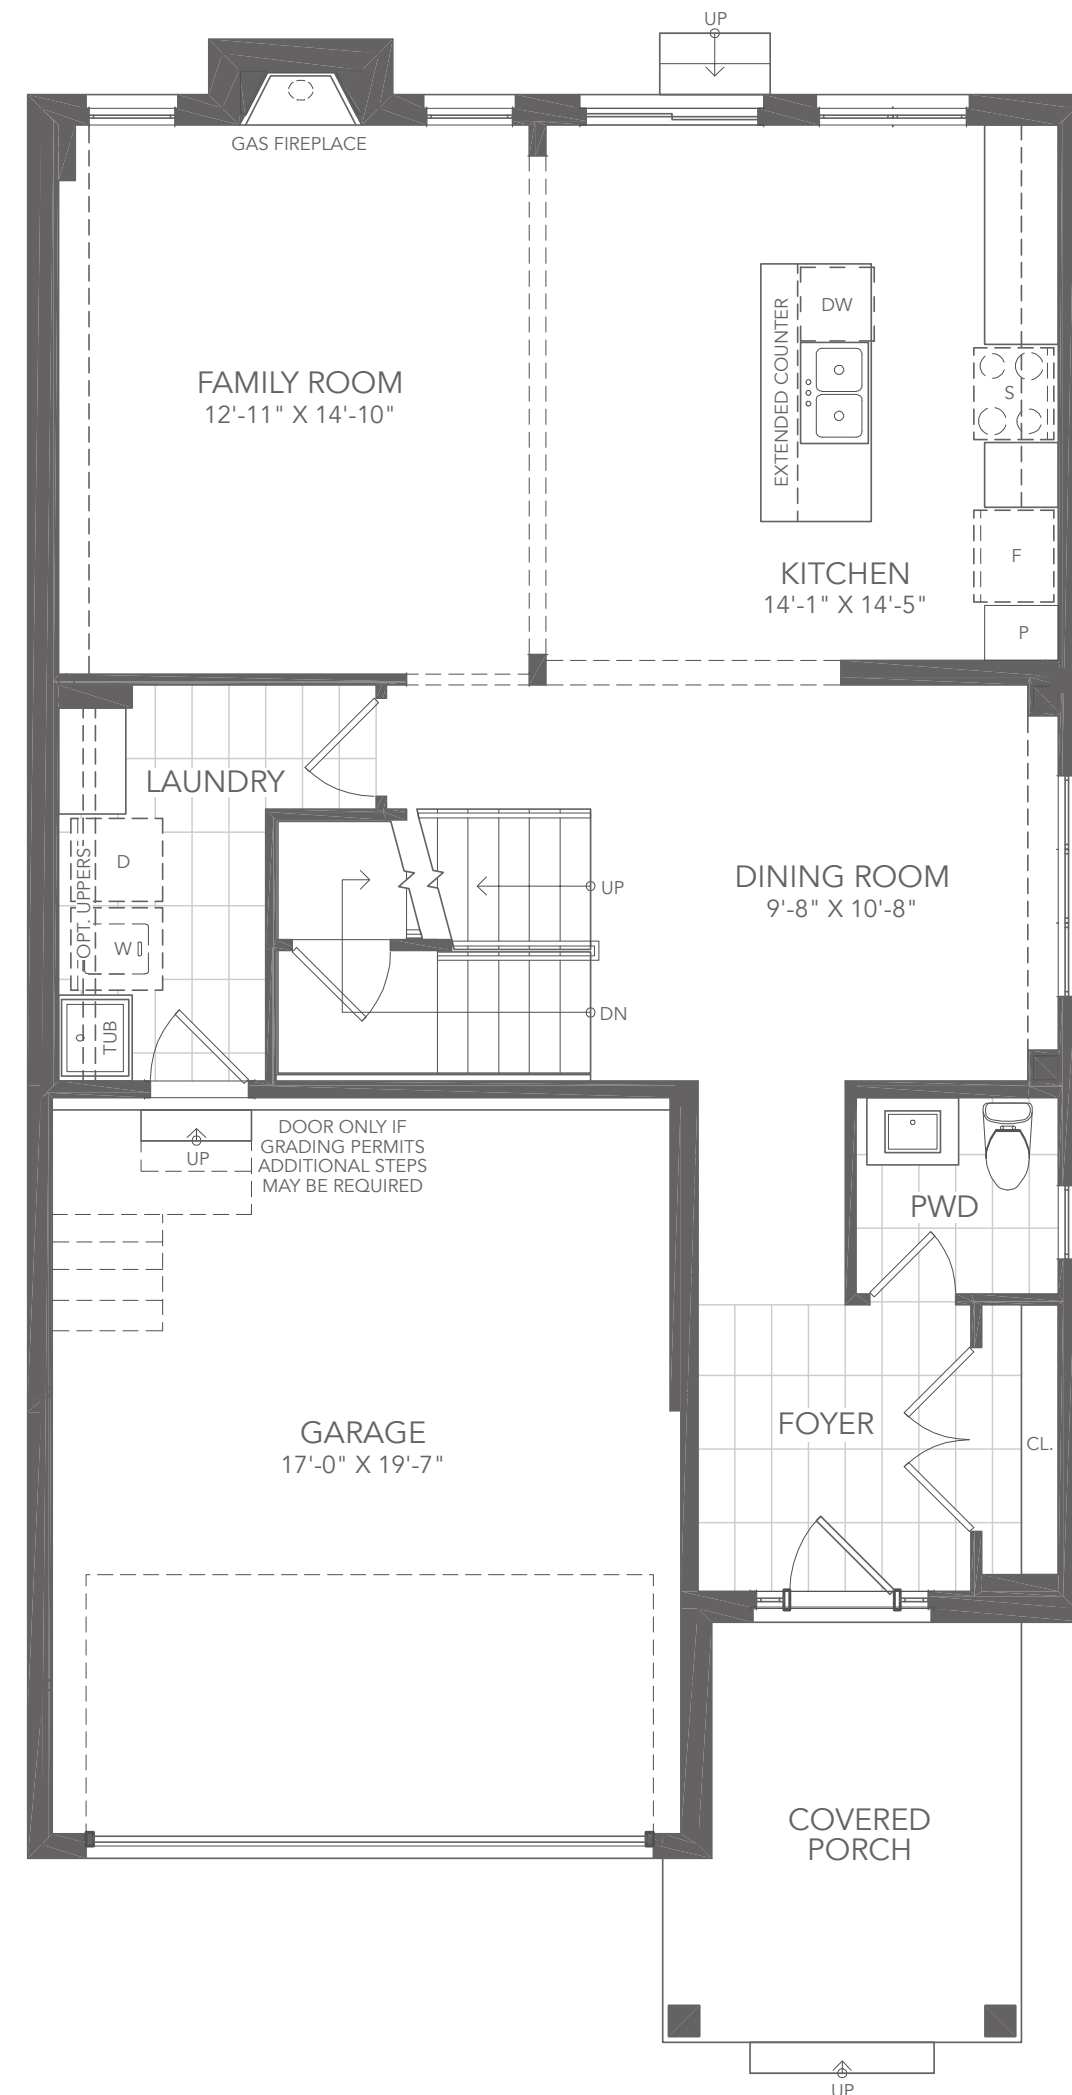 UP
GAS FIREPLACE
DW
EXTENDED COUNTER
S
FAMILY ROOM
12'-11" X 14'-10"
F
KITCHEN
14'-1" X 14'-5"
P
LAUNDRY
D
OPT. UPPERS
W
TUB
UP
DN
DINING ROOM
9'-8" X 10'-8"
DOOR ONLY IF
GRADING PERMITS
ADDITIONAL STEPS
MAY BE REQUIRED
UP
PWD
FOYER
CL.
GARAGE
17'-0" X 19'-7"
COVERED
PORCH
UP